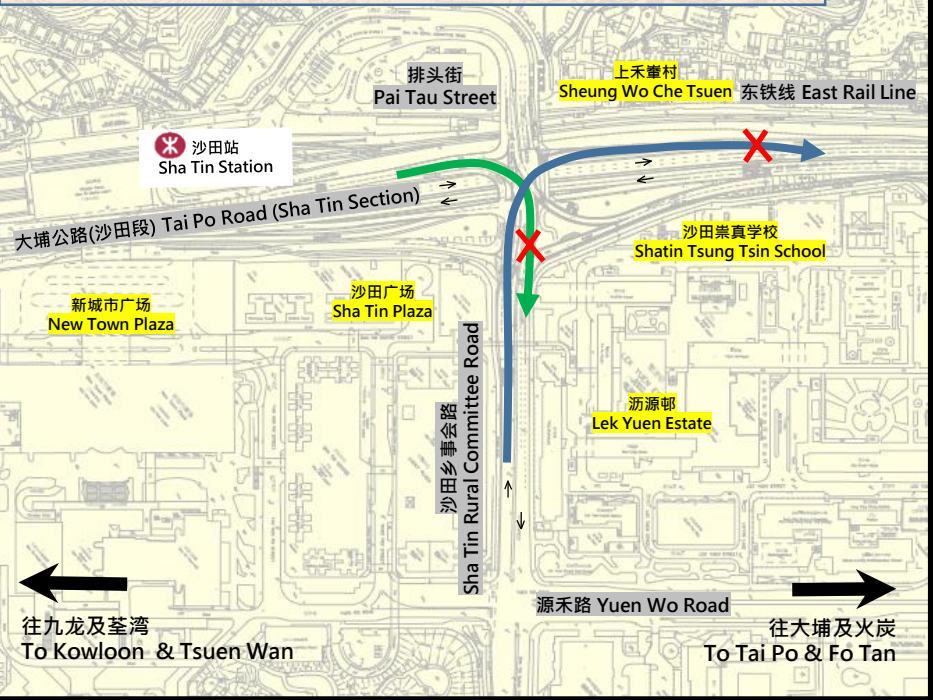 排头街
Pai Tau Street
上禾輋村
Sheung Wo Che Tsuen
东铁线 East Rail Line
沙田站
Sha Tin Station
大埔公路(沙田段) Tai Po Road (Sha Tin Section)
沙田崇真学校
Shatin Tsung Tsin School
新城市广场
New Town Plaza
沙田广场
Sha Tin Plaza
沙田乡事会路
Sha Tin Rural Committee Road
沥源邨
Lek Yuen Estate
源禾路 Yuen Wo Road
往九龙及荃湾
To Kowloon & Tsuen Wan
往大埔及火炭
To Tai Po & Fo Tan